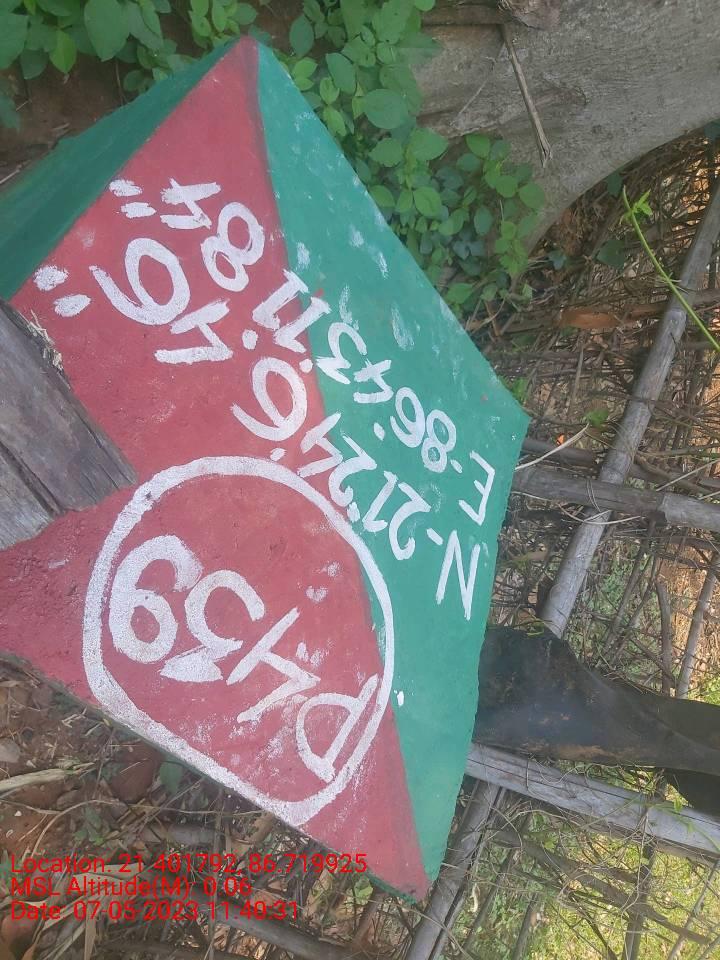 P439
N-21°24'6.16"
E-86°43'11.84"
Location: 21.401792, 86.719925
MSL Altitude(M): 0.06
Date: 07-05-2023 11:40:31